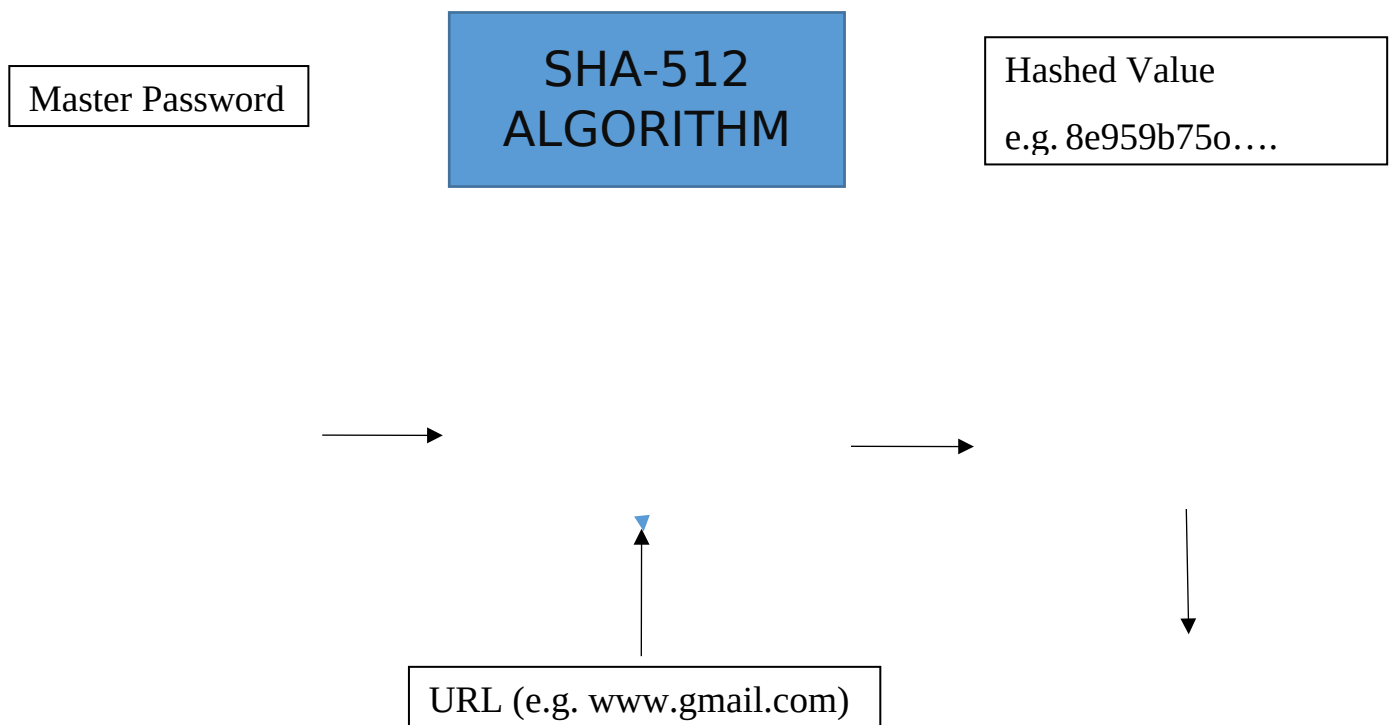 Master Password
SHA-512
ALGORITHM
Hashed Value
e.g. 8e959b75o….
URL (e.g. www.gmail.com)